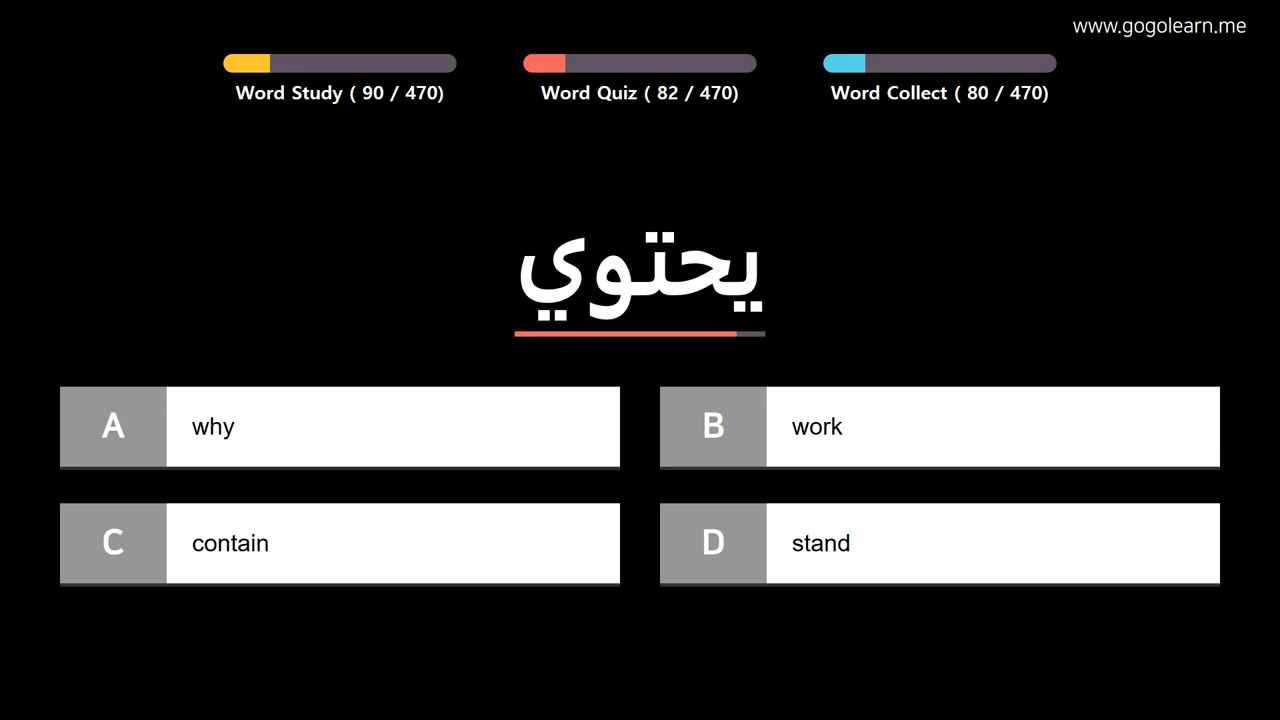 www.gogolearn.me
Word Study ( 90 / 470)
Word Quiz ( 82 / 470)
Word Collect ( 80 / 470)
يحتوي
A why
B work
C contain
D stand